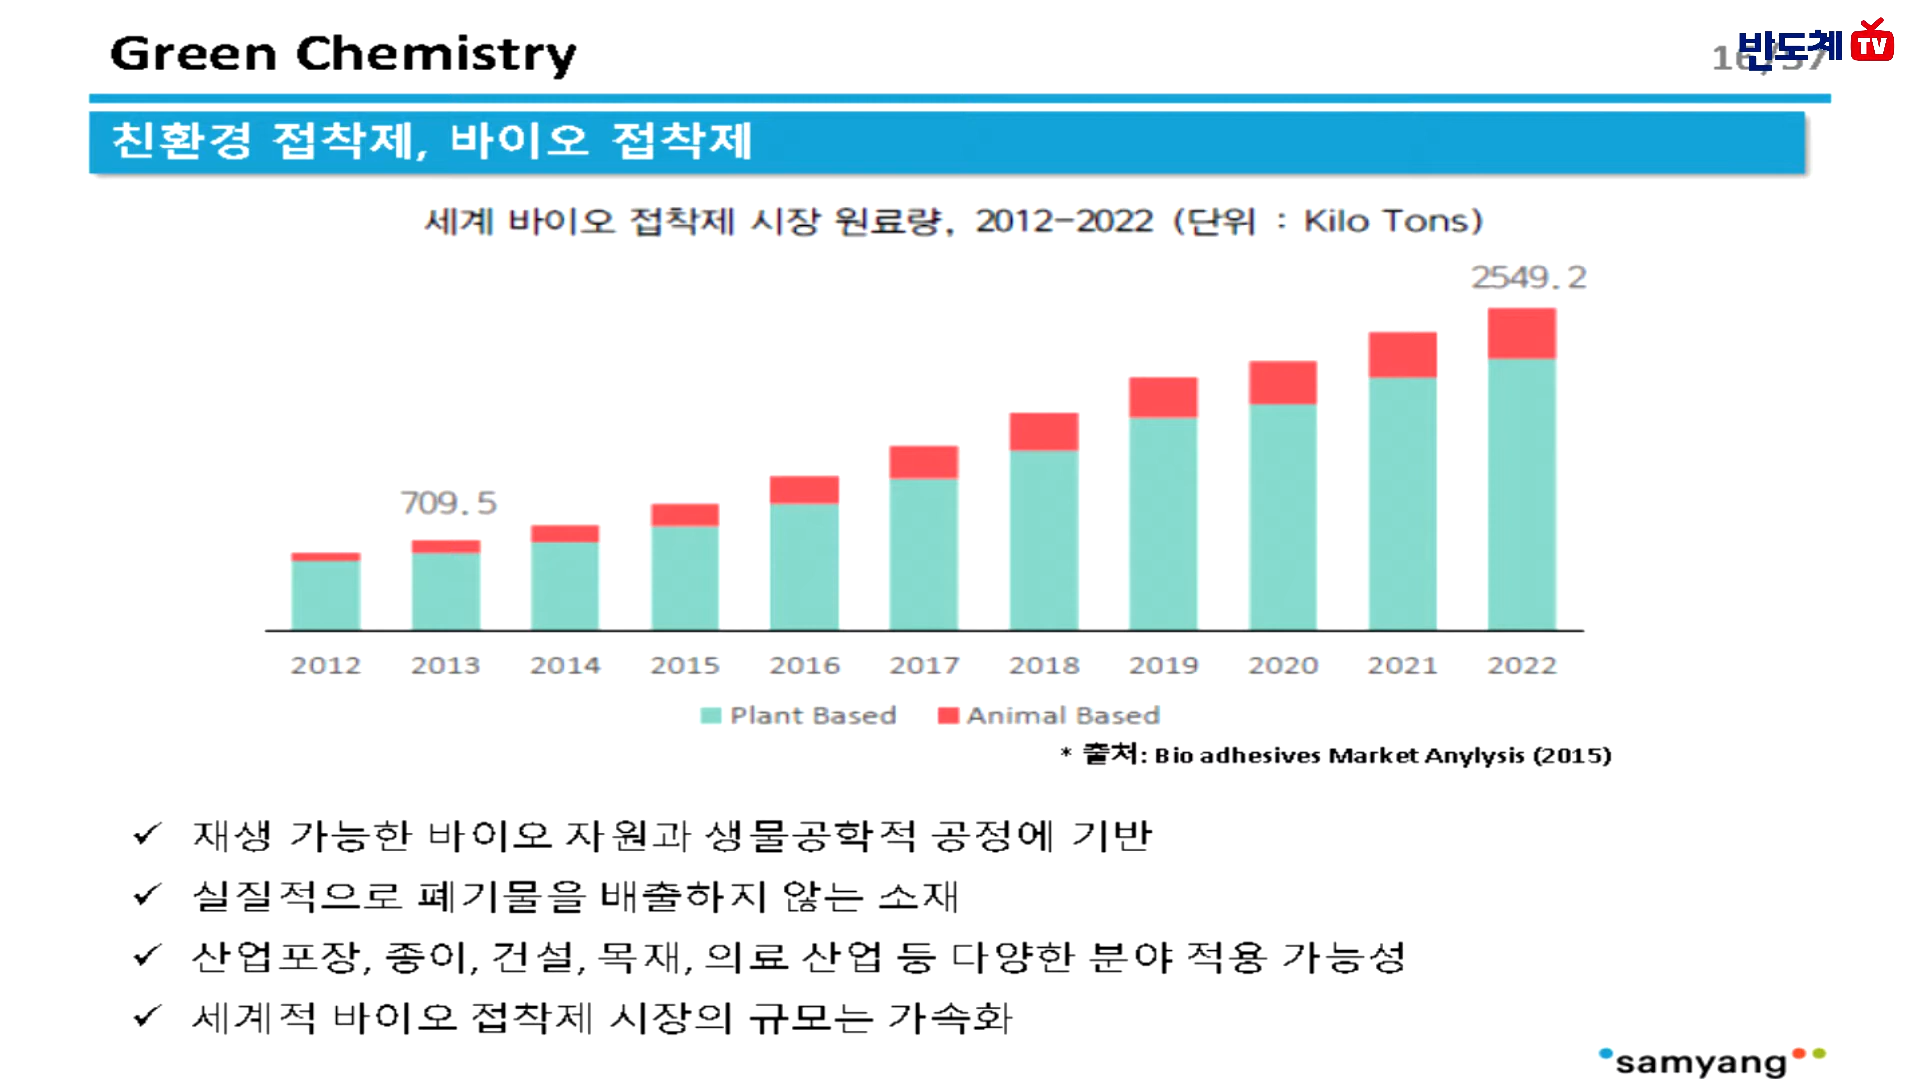 Green Chemistry
반도체 TV
친환경 접착제, 바이오 접착제
세계 바이오 접착제 시장 원료량, 2012-2022 (단위 : Kilo Tons)
2549.2
709.5
2012 2013 2014 2015 2016 2017 2018 2019 2020 2021 2022
Plant Based Animal Based
* 출처: Bio adhesives Market Anylysis (2015)
✓ 재생 가능한 바이오 자원과 생물공학적 공정에 기반
✓ 실질적으로 폐기물을 배출하지 않는 소재
✓ 산업포장, 종이, 건설, 목재, 의료 산업 등 다양한 분야 적용 가능성
✓ 세계적 바이오 접착제 시장의 규모는 가속화
samyang